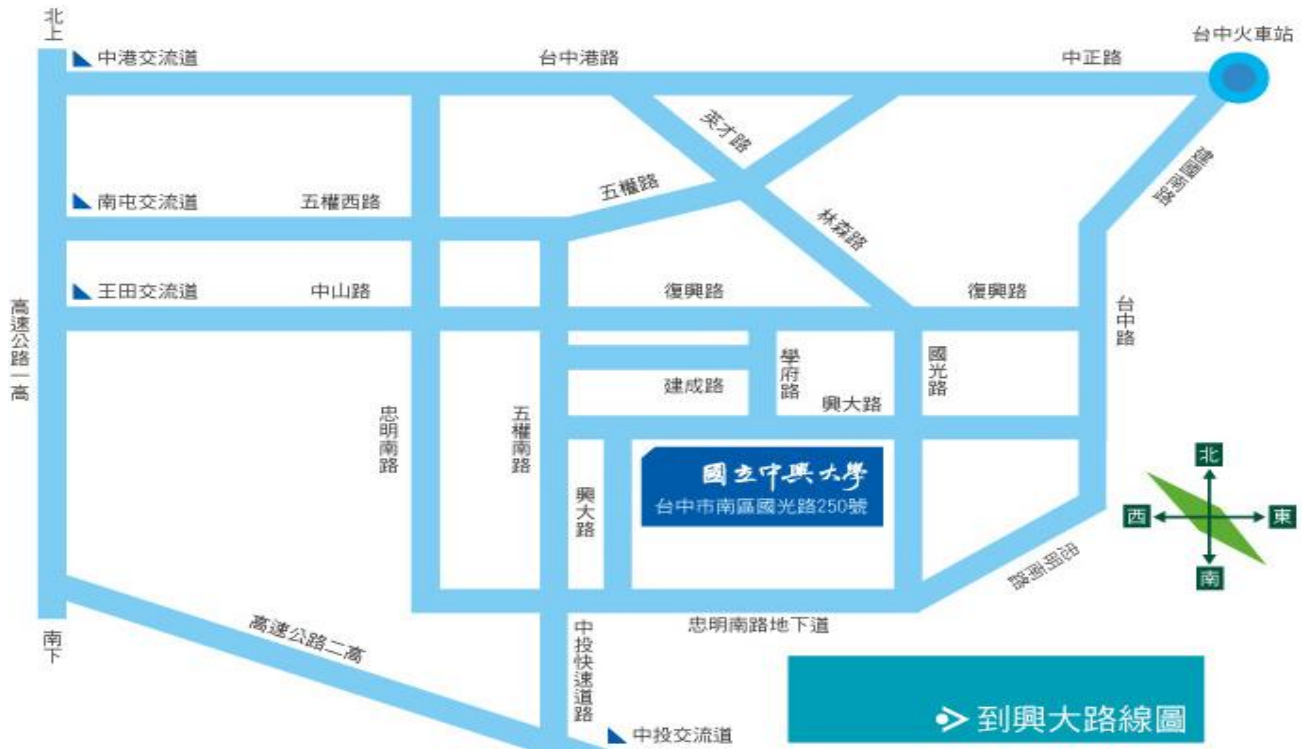 北上
台中火車站
中港交流道
台中港路
中正路
英才路
建國南路
南屯交流道
五權西路
五權路
林森路
王田交流道
中山路
復興路
復興路
高速公路一高
台中路
學府路
國光路
建成路
興大路
忠明南路
五權南路
國立中興大學
台中市南區國光路250號
興大路
北
西
東
南
忠明南路
南下
高速公路二高
忠明南路地下道
中投快速道路
中投交流道
到興大路線圖